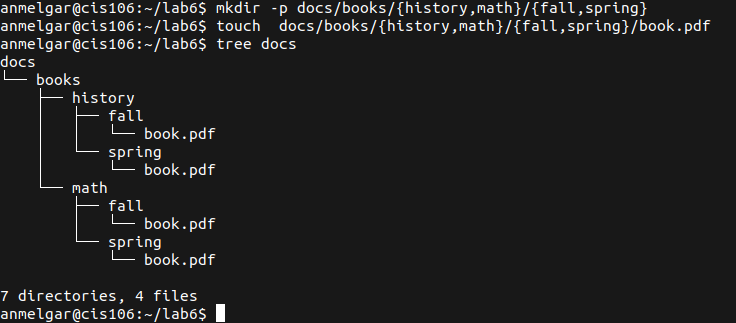 anmelgar@cis106:~/lab6$ mkdir -p docs/books/{history,math}/{fall,spring}
anmelgar@cis106:~/lab6$ touch  docs/books/{history,math}/{fall,spring}/book.pdf
anmelgar@cis106:~/lab6$ tree docs
docs
└── books
    ├── history
    │   ├── fall
    │   │   └── book.pdf
    │   └── spring
    │       └── book.pdf
    └── math
        ├── fall
        │   └── book.pdf
        └── spring
            └── book.pdf

7 directories, 4 files
anmelgar@cis106:~/lab6$